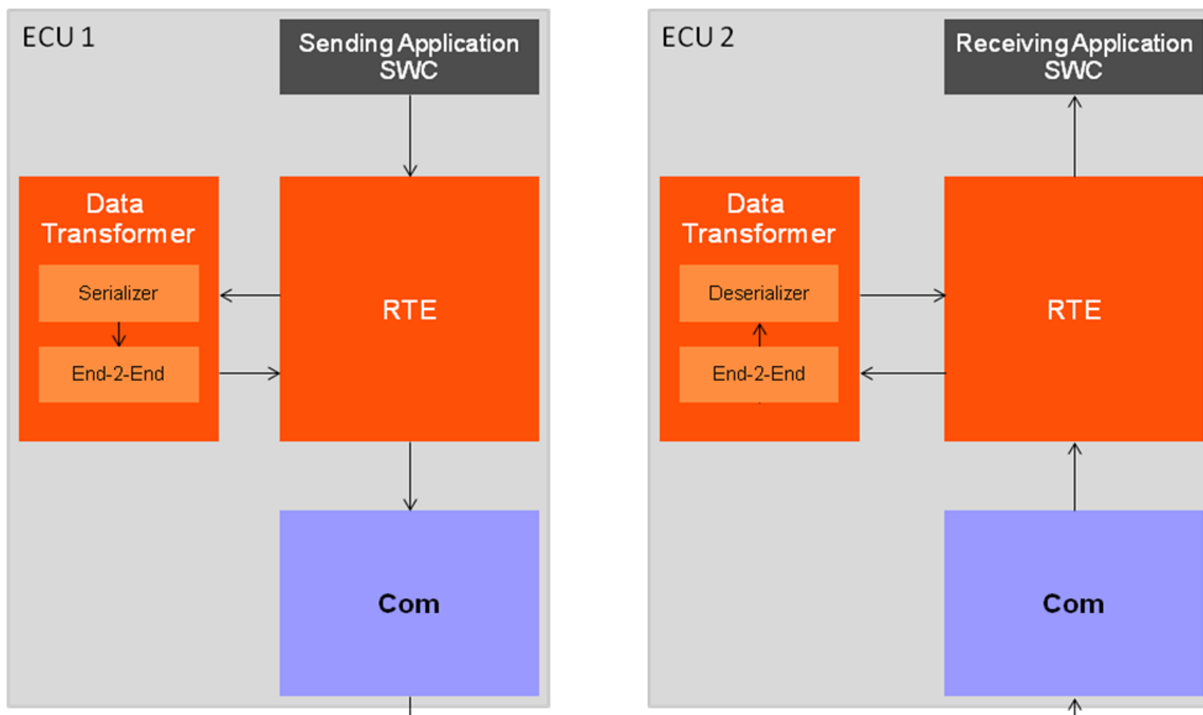 ECU 1
Sending Application
SWC
Data
Transformer
Serializer
End-2-End
RTE
Com
ECU 2
Receiving Application
SWC
Data
Transformer
Deserializer
End-2-End
RTE
Com